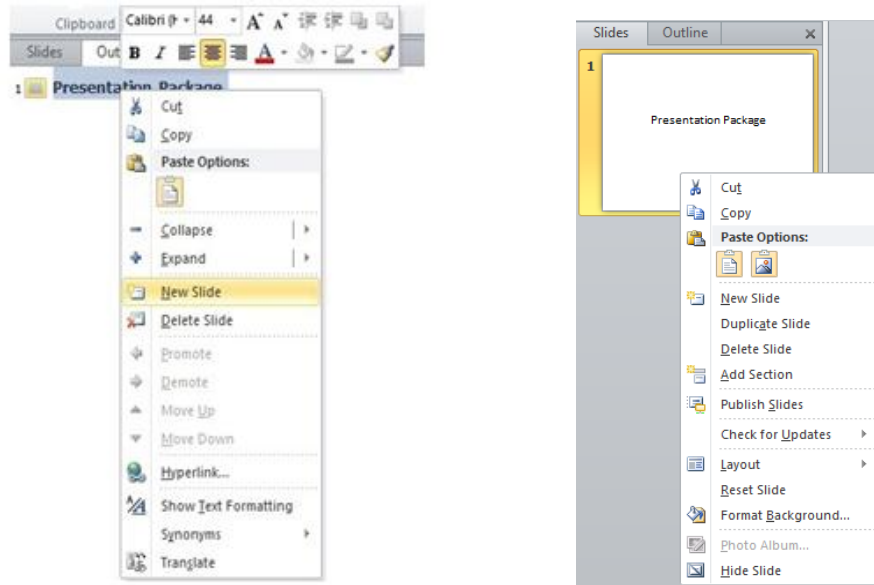 Clipboard Calibri (H 44
Slides Out B I A
1 Presentation Package
Cut
Copy
Paste Options:
Collapse
Expand
New Slide
Delete Slide
Promote
Demote
Move Up
Move Down
Hyperlink...
Show Text Formatting
Synonyms
Translate
Slides Outline
1
Presentation Package
Cut
Copy
Paste Options:
New Slide
Duplicate Slide
Delete Slide
Add Section
Publish Slides
Check for Updates
Layout
Reset Slide
Format Background...
Photo Album...
Hide Slide